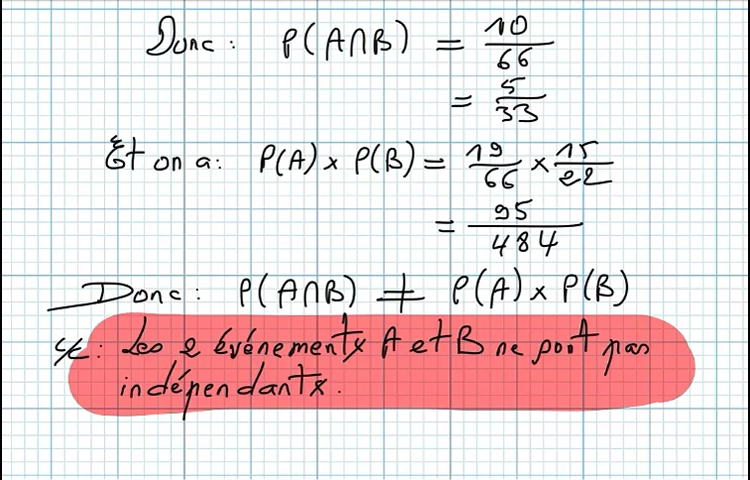 Donc : P(A∩B) = 10/66
= 5/33
Et on a : P(A) × P(B) = 19/66 × 15/22
= 95/484
Donc : P(A∩B) ≠ P(A) × P(B)
Les 2 événements A et B ne sont pas
indépendants.